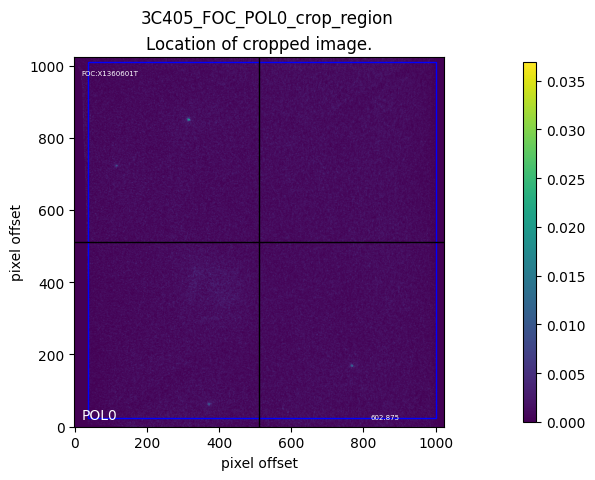 3C405_FOC_POL0_crop_region
Location of cropped image.
FOC:X1360601T
POL0
602.875
pixel offset
1000
800
600
400
200
0
0 200 400 600 800 1000
pixel offset
0.035
0.030
0.025
0.020
0.015
0.010
0.005
0.000